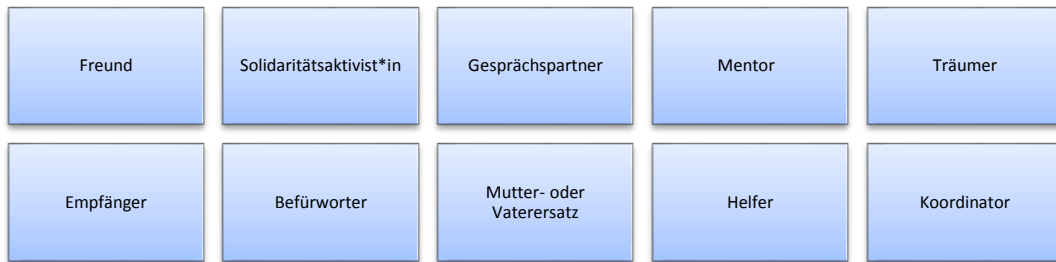 Freund
Solidaritätsaktivist*in
Gesprächspartner
Mentor
Träumer
Empfänger
Befürworter
Mutter- oder
Vaterersatz
Helfer
Koordinator